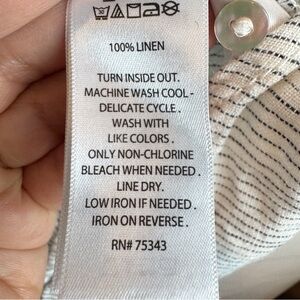 100% LINEN
TURN INSIDE OUT.
MACHINE WASH COOL -
DELICATE CYCLE.
WASH WITH
LIKE COLORS.
ONLY NON-CHLORINE
BLEACH WHEN NEEDED.
LINE DRY.
LOW IRON IF NEEDED.
IRON ON REVERSE.
RN# 75343